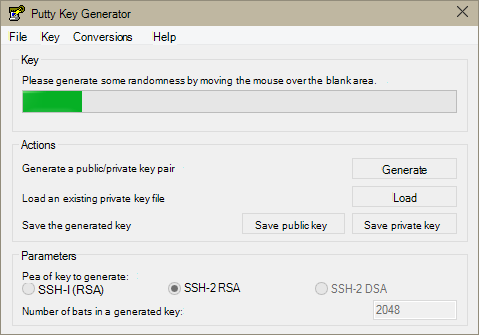 Putty Key Generator
File Key Conversions Help
Key
Please generate some randomness by moving the mouse over the blank area.
Actions
Generate a public/private key pair
Generate
Load an existing private key file
Load
Save the generated key
Save public key
Save private key
Parameters
Pea of key to generate:
SSH-I (RSA)
SSH-2 RSA
SSH-2 DSA
Number of bats in a generated key:
2048